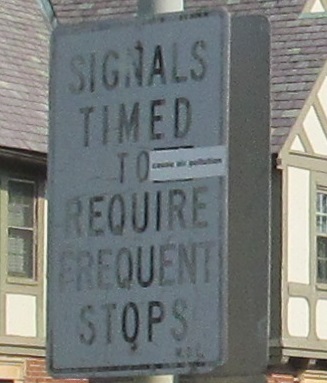 SIGNALS
TIMED
TO
cause air pollution
REQUIRE
FREQUENT
STOPS